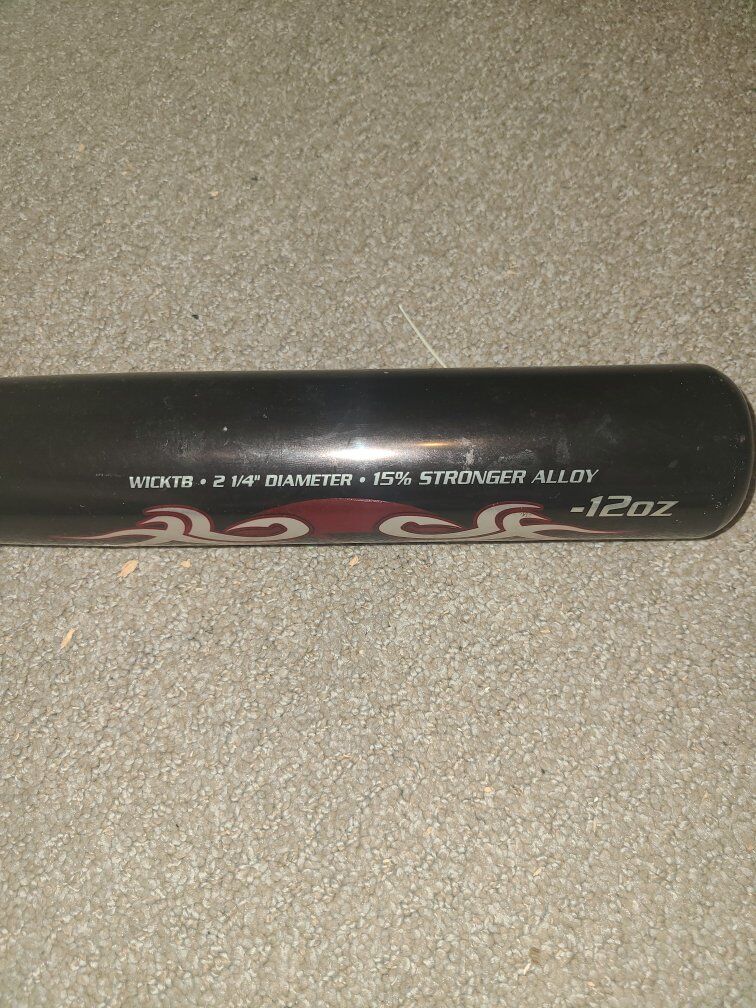 WICKTB • 2 1/4" DIAMETER • 15% STRONGER ALLOY
-12oz